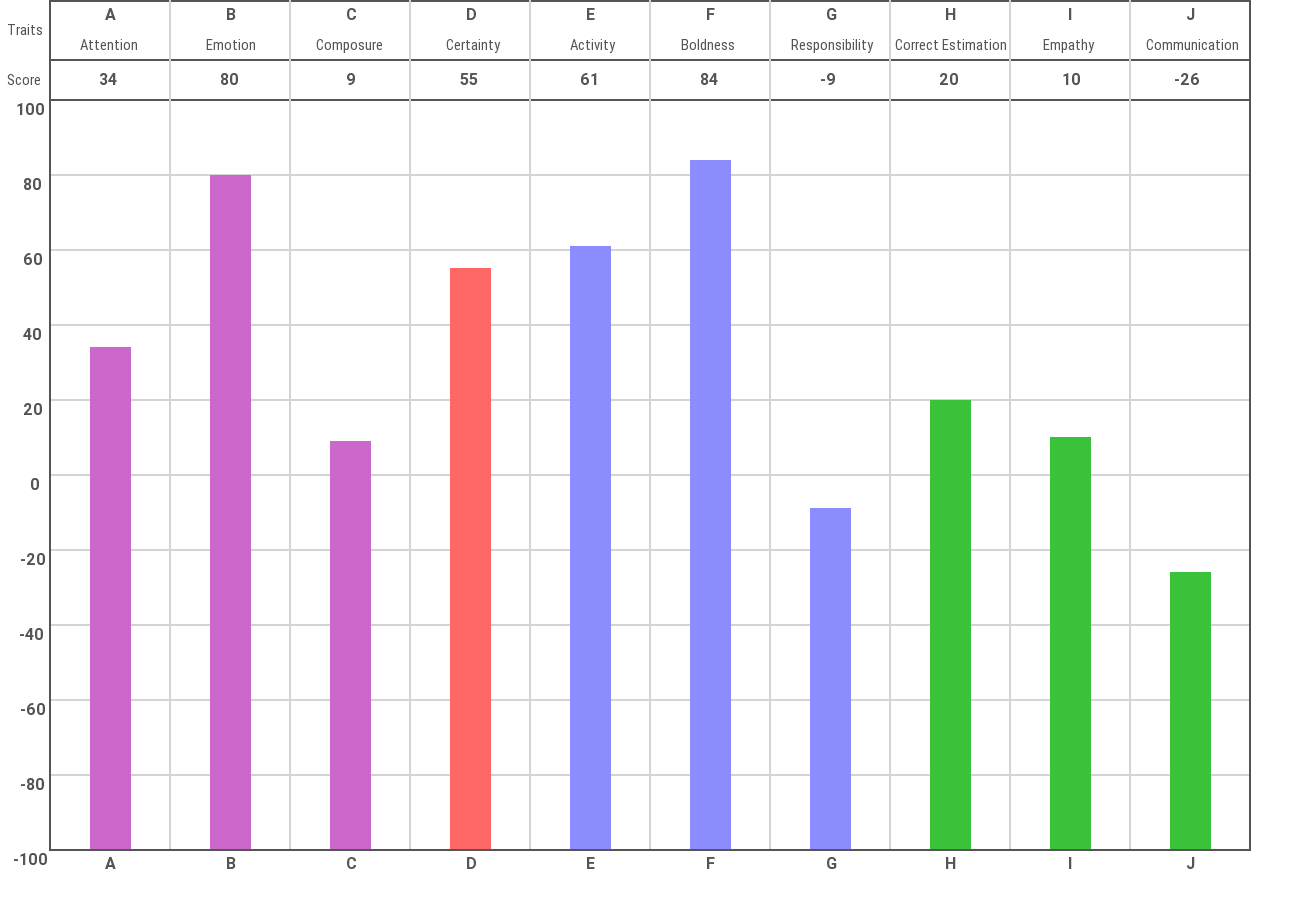 A B C D E F G H I J
Traits
Attention Emotion Composure Certainty Activity Boldness Responsibility Correct Estimation Empathy Communication
Score 34 80 9 55 61 84 -9 20 10 -26
100
80
60
40
20
0
-20
-40
-60
-80
-100
A B C D E F G H I J